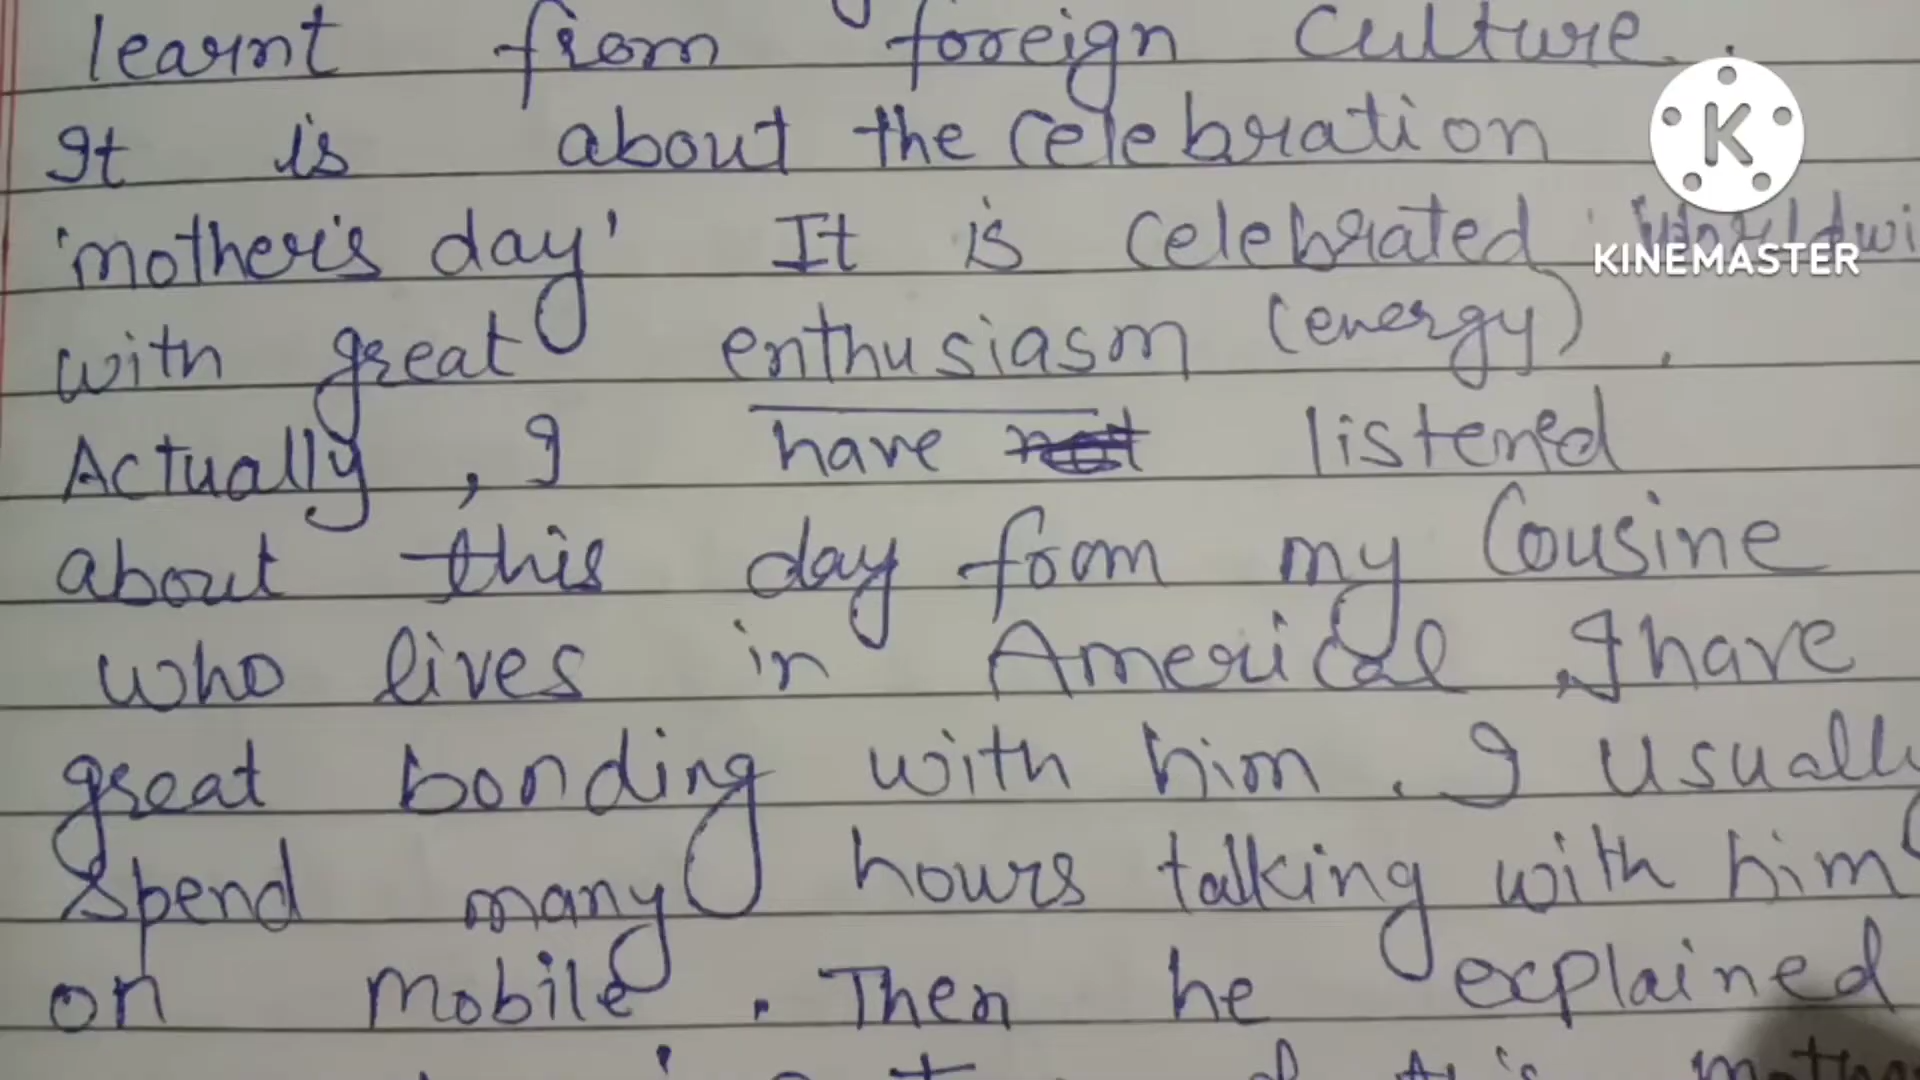 learnt from foreign culture.
It is about the celebration
'mother's day' It is celebrated
KINEMASTER
with great enthusiasm (energy).
Actually, I have listened
about this day from my Cousine
who lives in America. I have
great bonding with him. I usually
spend many hours talking with him
on mobile. Then he explained